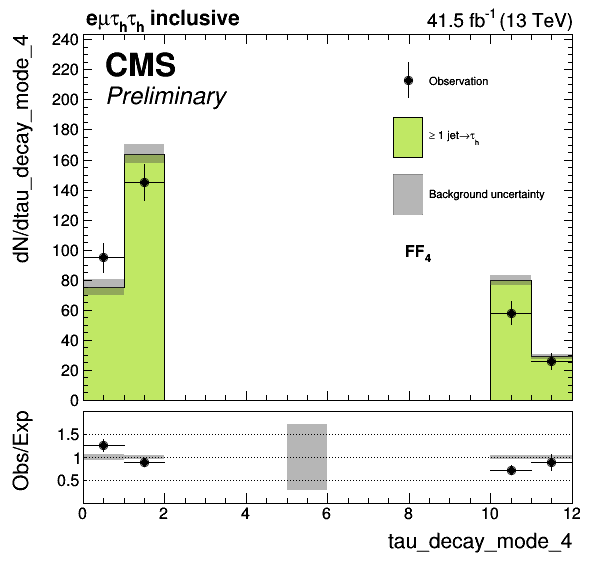 eμτₕτₕ inclusive
41.5 fb⁻¹ (13 TeV)
CMS
Preliminary
dN/dtau_decay_mode_4
240
220
200
180
160
140
120
100
80
60
40
20
0
Observation
≥ 1 jet→τₕ
Background uncertainty
FF₄
Obs/Exp
1.5
1
0.5
0 2 4 6 8 10 12
tau_decay_mode_4